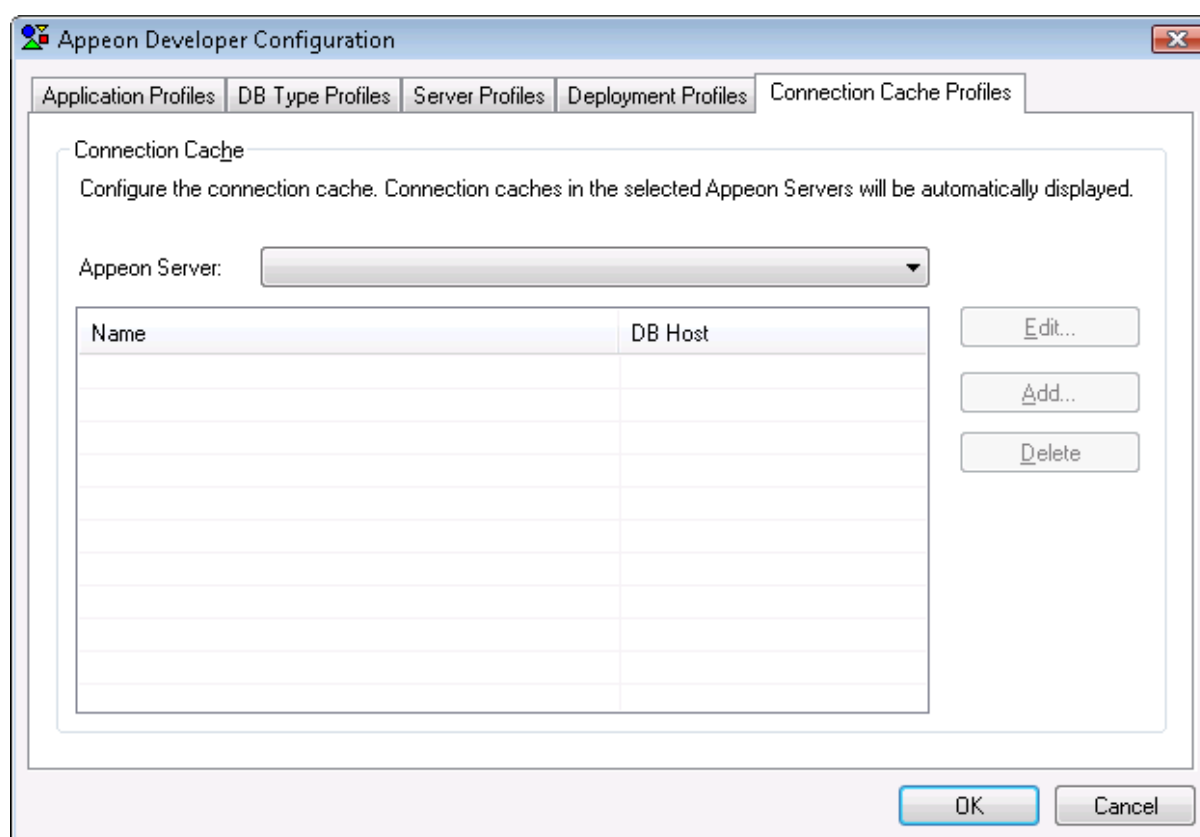 Appeon Developer Configuration
Application Profiles DB Type Profiles Server Profiles Deployment Profiles Connection Cache Profiles
Connection Cache
Configure the connection cache. Connection caches in the selected Appeon Servers will be automatically displayed.
Appeon Server:
Name DB Host
Edit...
Add...
Delete
OK Cancel